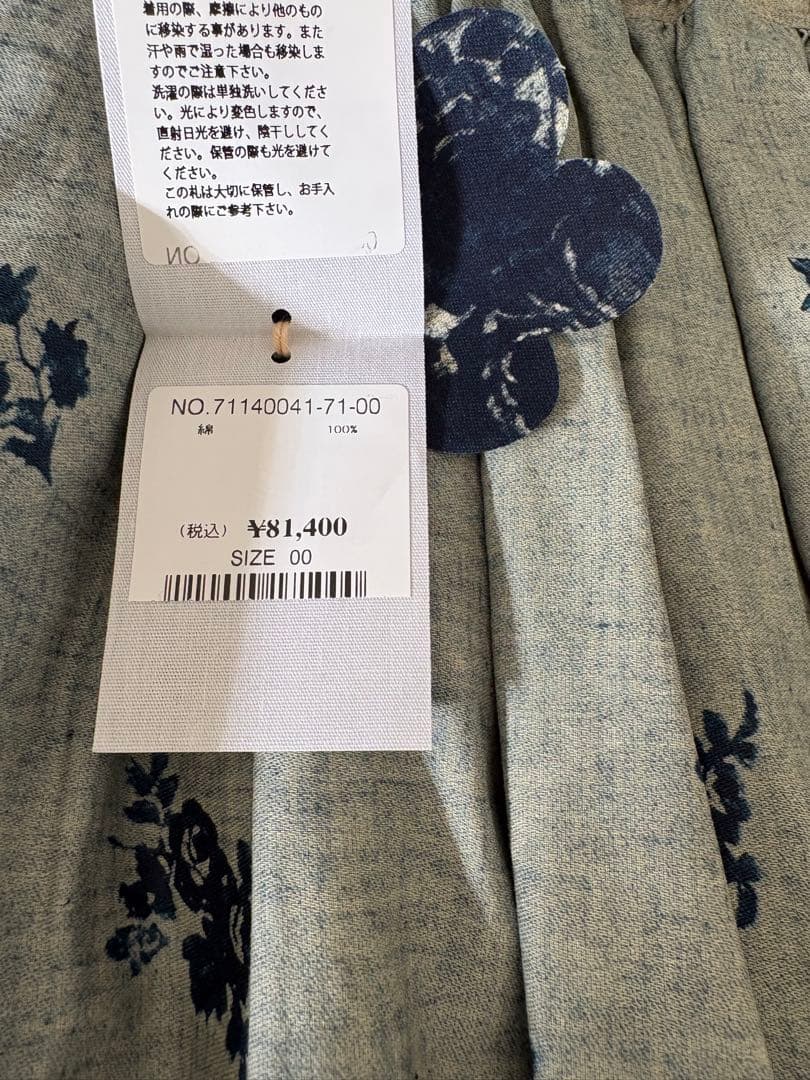 着用の際、摩擦により他のもの
に移染する事があります。また
汗や雨で湿った場合も移染しま
すのでご注意下さい。
洗濯の際は単独洗いしてくださ
い。光により変色しますので、
直射日光を避け、陰干ししてく
ださい。保管の際も光を避けて
ください。
この札は大切に保管し、お手入
れの際にご参考下さい。
NO.71140041-71-00
綿 100%
(税込) ¥81,400
SIZE 00